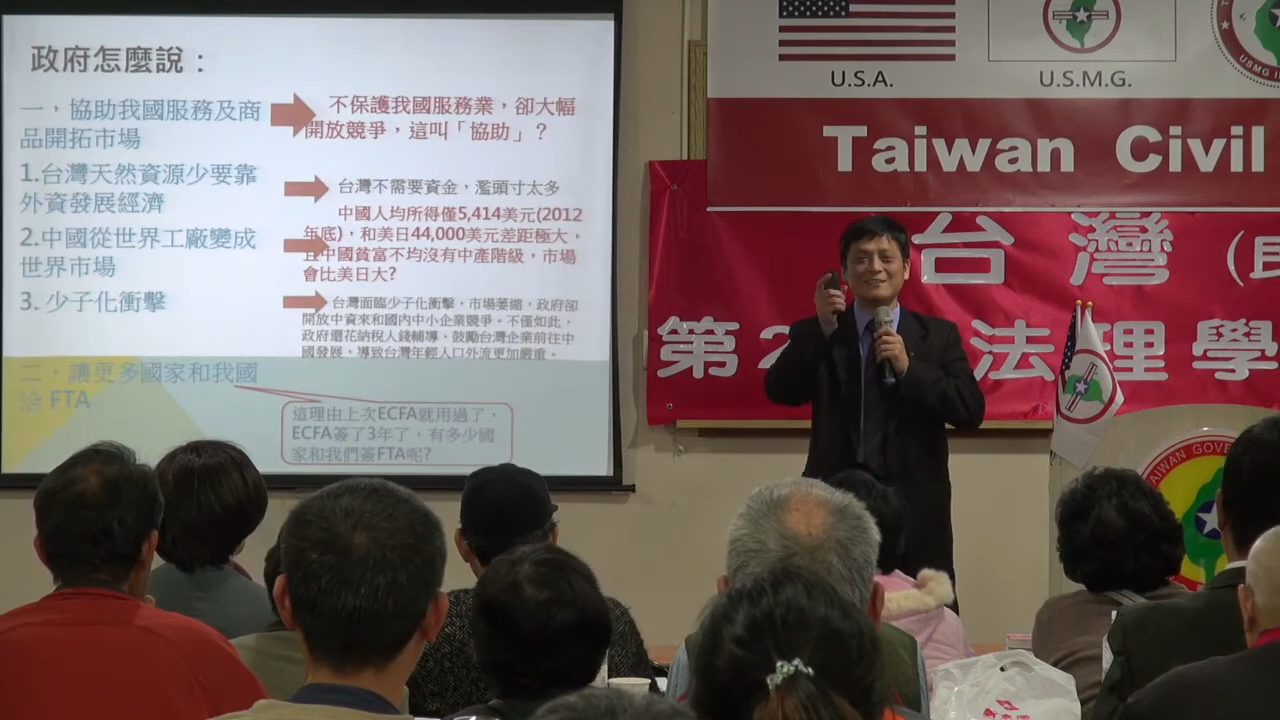 政府怎麼說：
一，協助我國服務及商
品開拓市場
不保護我國服務業，卻大幅
開放競爭，這叫「協助」？
1.台灣天然資源少要靠
外資發展經濟
台灣不需要資金，濫頭寸太多
2.中國從世界工廠變成
世界市場
中國人均所得僅5,414美元(2012
年底)，和美日44,000美元差距極大，
且中國貧富不均沒有中產階級，市場
會比美日大?
3. 少子化衝擊
台灣面臨少子化衝擊，市場萎縮，政府卻
開放中資來和國內中小企業競爭。不僅如此，
政府還花納稅人錢輔導、鼓勵台灣企業前往中
國發展，導致台灣年輕人口外流更加嚴重。
二，讓更多國家和我國
洽 FTA
這理由上次ECFA就用過了，
ECFA簽了3年了，有多少國
家和我們簽FTA呢?
U.S.A.
U.S.M.G.
USMG
Taiwan Civil
台灣（民
第2
法理學
TAIWAN GOVE